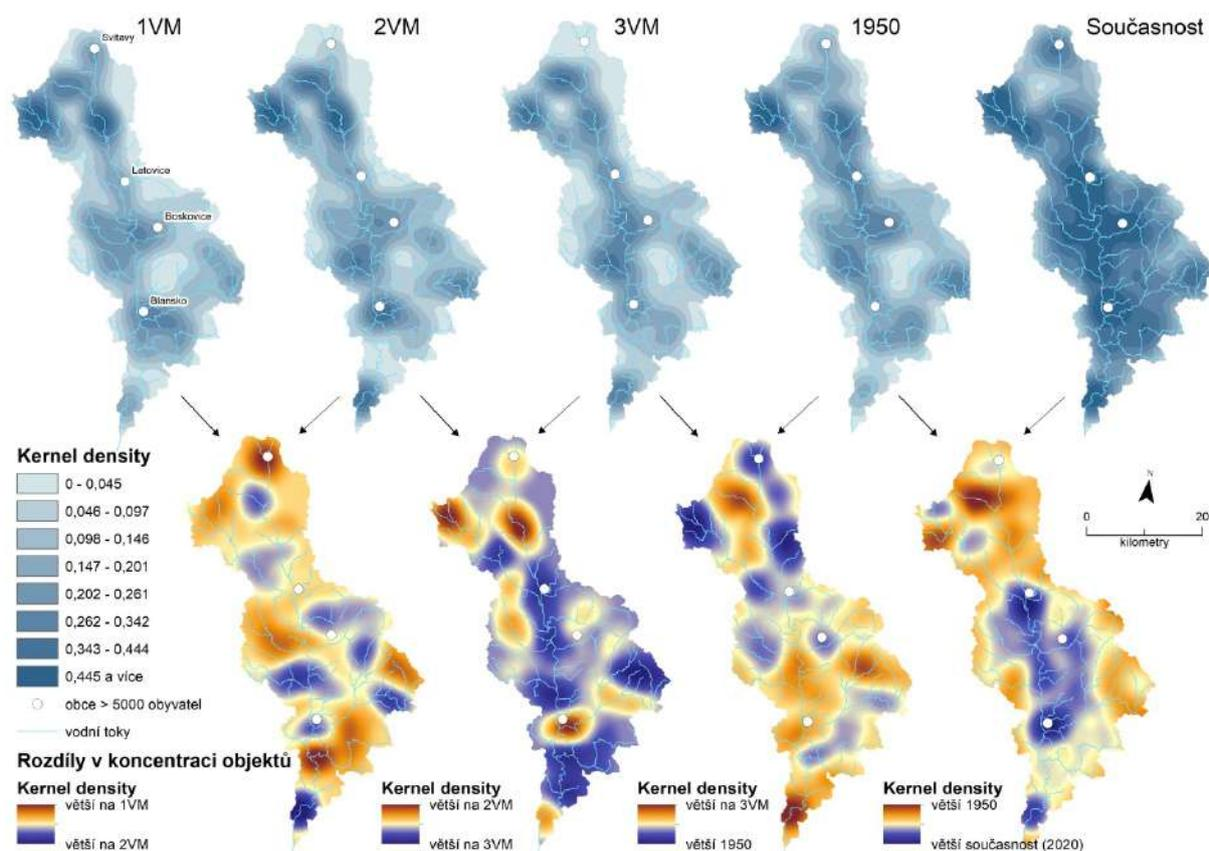 1VM
2VM
3VM
1950
Současnost
Svitavy
Letovice
Boskovice
Blansko
Kernel density
0 - 0,045
0,046 - 0,097
0,098 - 0,146
0,147 - 0,201
0,202 - 0,261
0,262 - 0,342
0,343 - 0,444
0,445 a více
obce > 5000 obyvatel
vodní toky
N
0 20
kilometry
Rozdíly v koncentraci objektů
Kernel density
větší na 1VM
větší na 2VM
Kernel density
větší na 2VM
větší na 3VM
Kernel density
větší na 3VM
větší 1950
Kernel density
větší 1950
větší současnost (2020)